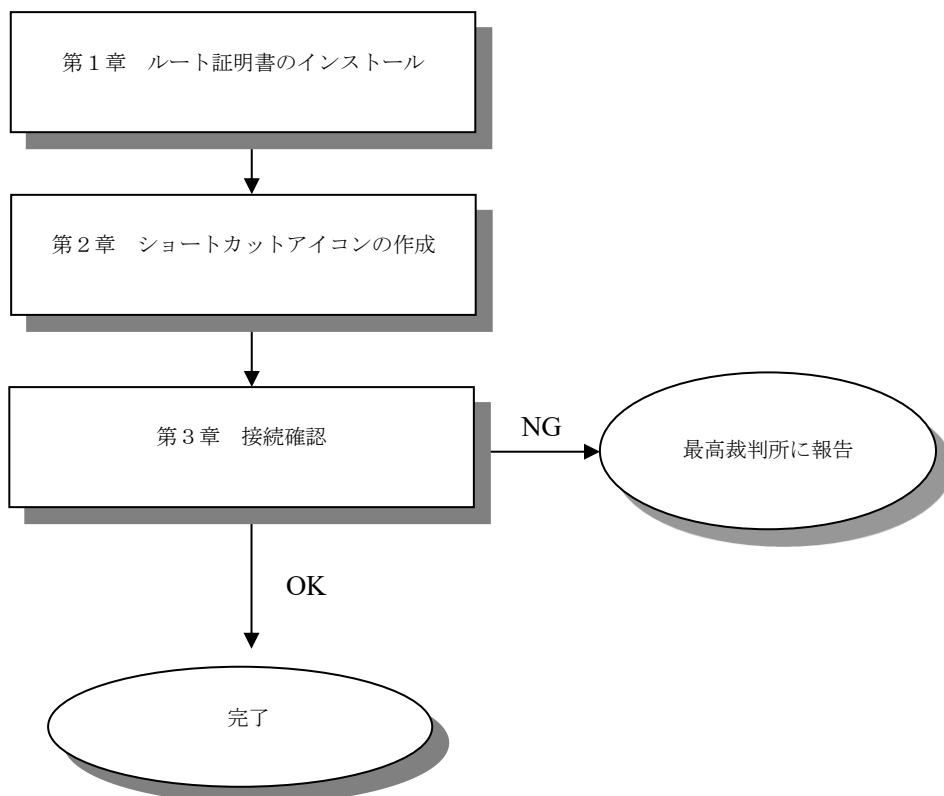 第１章　ルート証明書のインストール
第２章　ショートカットアイコンの作成
第３章　接続確認
NG
最高裁判所に報告
OK
完了